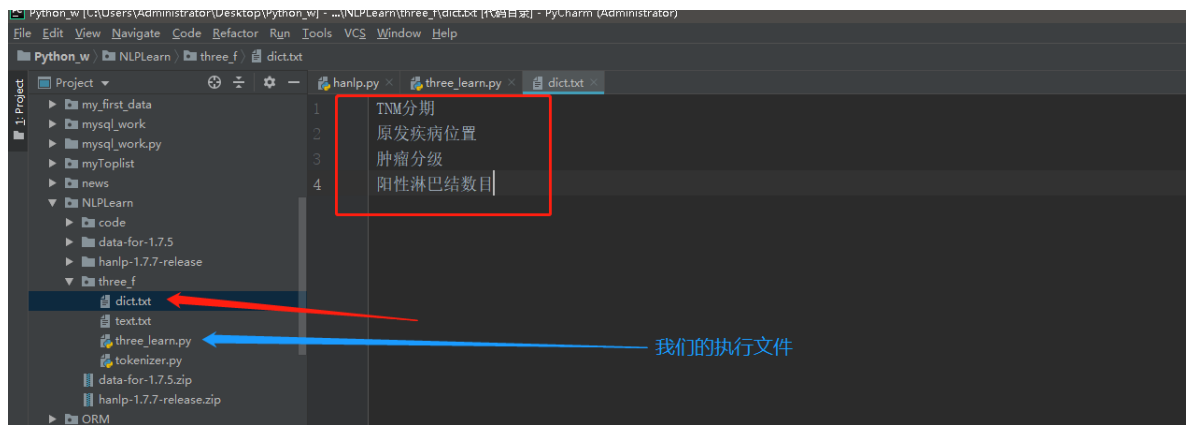 Python_w [C:\Users\Administrator\Desktop\Python_w] - ...\NLPLearn\three_f\dict.txt [代码目录] - PyCharm (Administrator)
File Edit View Navigate Code Refactor Run Tools VCS Window Help
Python_w NLPLearn three_f dict.txt
1: Project
Project
hanlp.py three_learn.py dict.txt
my_first_data
mysql_work
mysql_work.py
myToplist
news
NLPLearn
code
data-for-1.7.5
hanlp-1.7.7-release
three_f
dict.txt
text.txt
three_learn.py
tokenizer.py
data-for-1.7.5.zip
hanlp-1.7.7-release.zip
ORM
1 TNM分期
2 原发疾病位置
3 肿瘤分级
4 阳性淋巴结数目
我们的执行文件